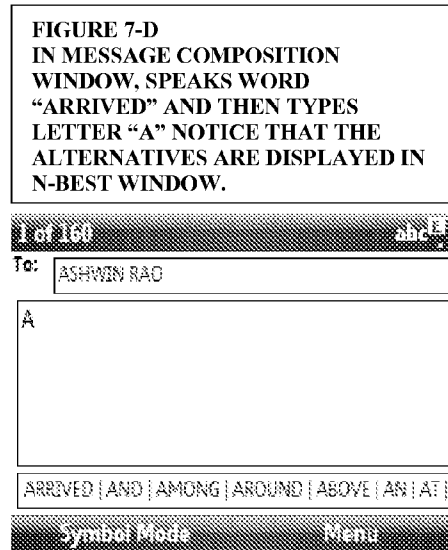 FIGURE 7-D
IN MESSAGE COMPOSITION
WINDOW, SPEAKS WORD
“ARRIVED” AND THEN TYPES
LETTER “A” NOTICE THAT THE
ALTERNATIVES ARE DISPLAYED IN
N-BEST WINDOW.
1 of 160 abc
To: ASHWIN RAO
A
ARRIVED | AND | AMONG | AROUND | ABOVE | AN | AT |
Symbol Mode Menu